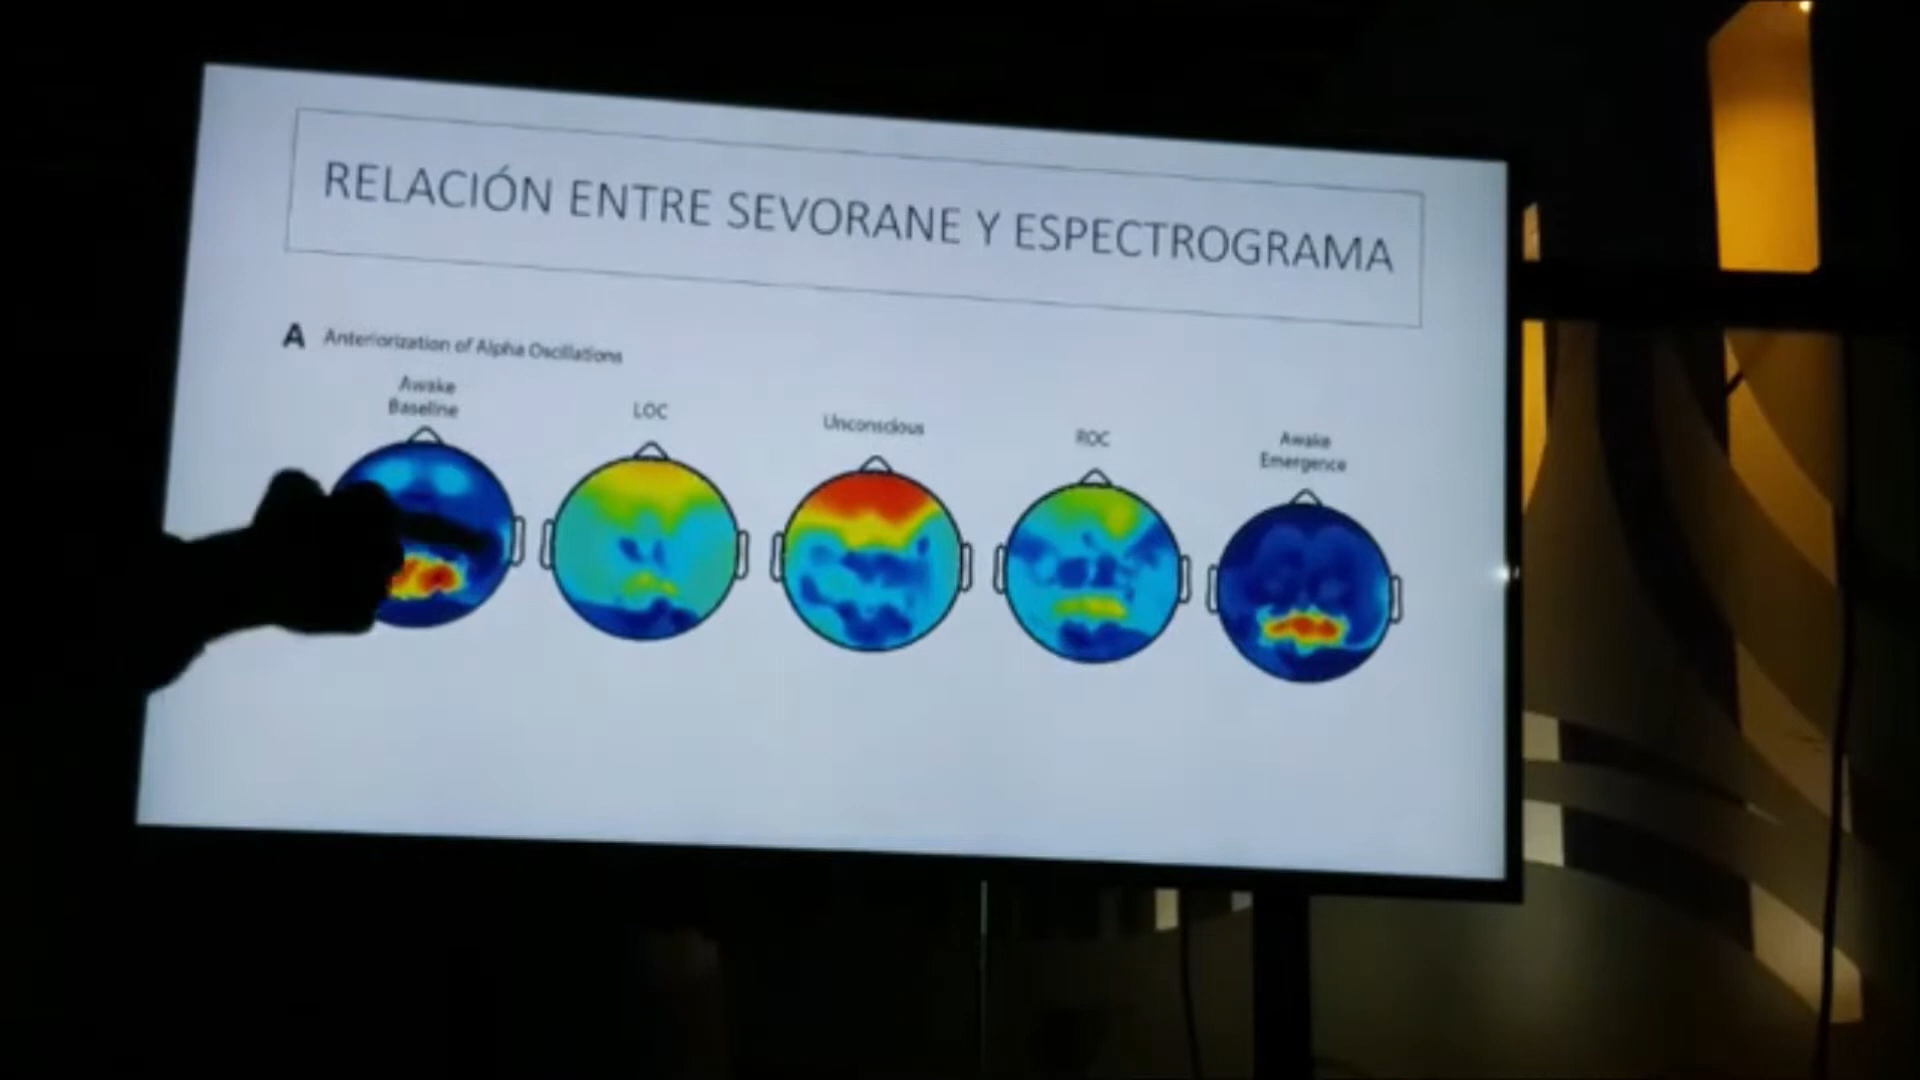 RELACIÓN ENTRE SEVORANE Y ESPECTROGRAMA
A Anteriorization of Alpha Oscillations
Awake
Baseline
LOC
Unconscious
ROC
Awake
Emergence